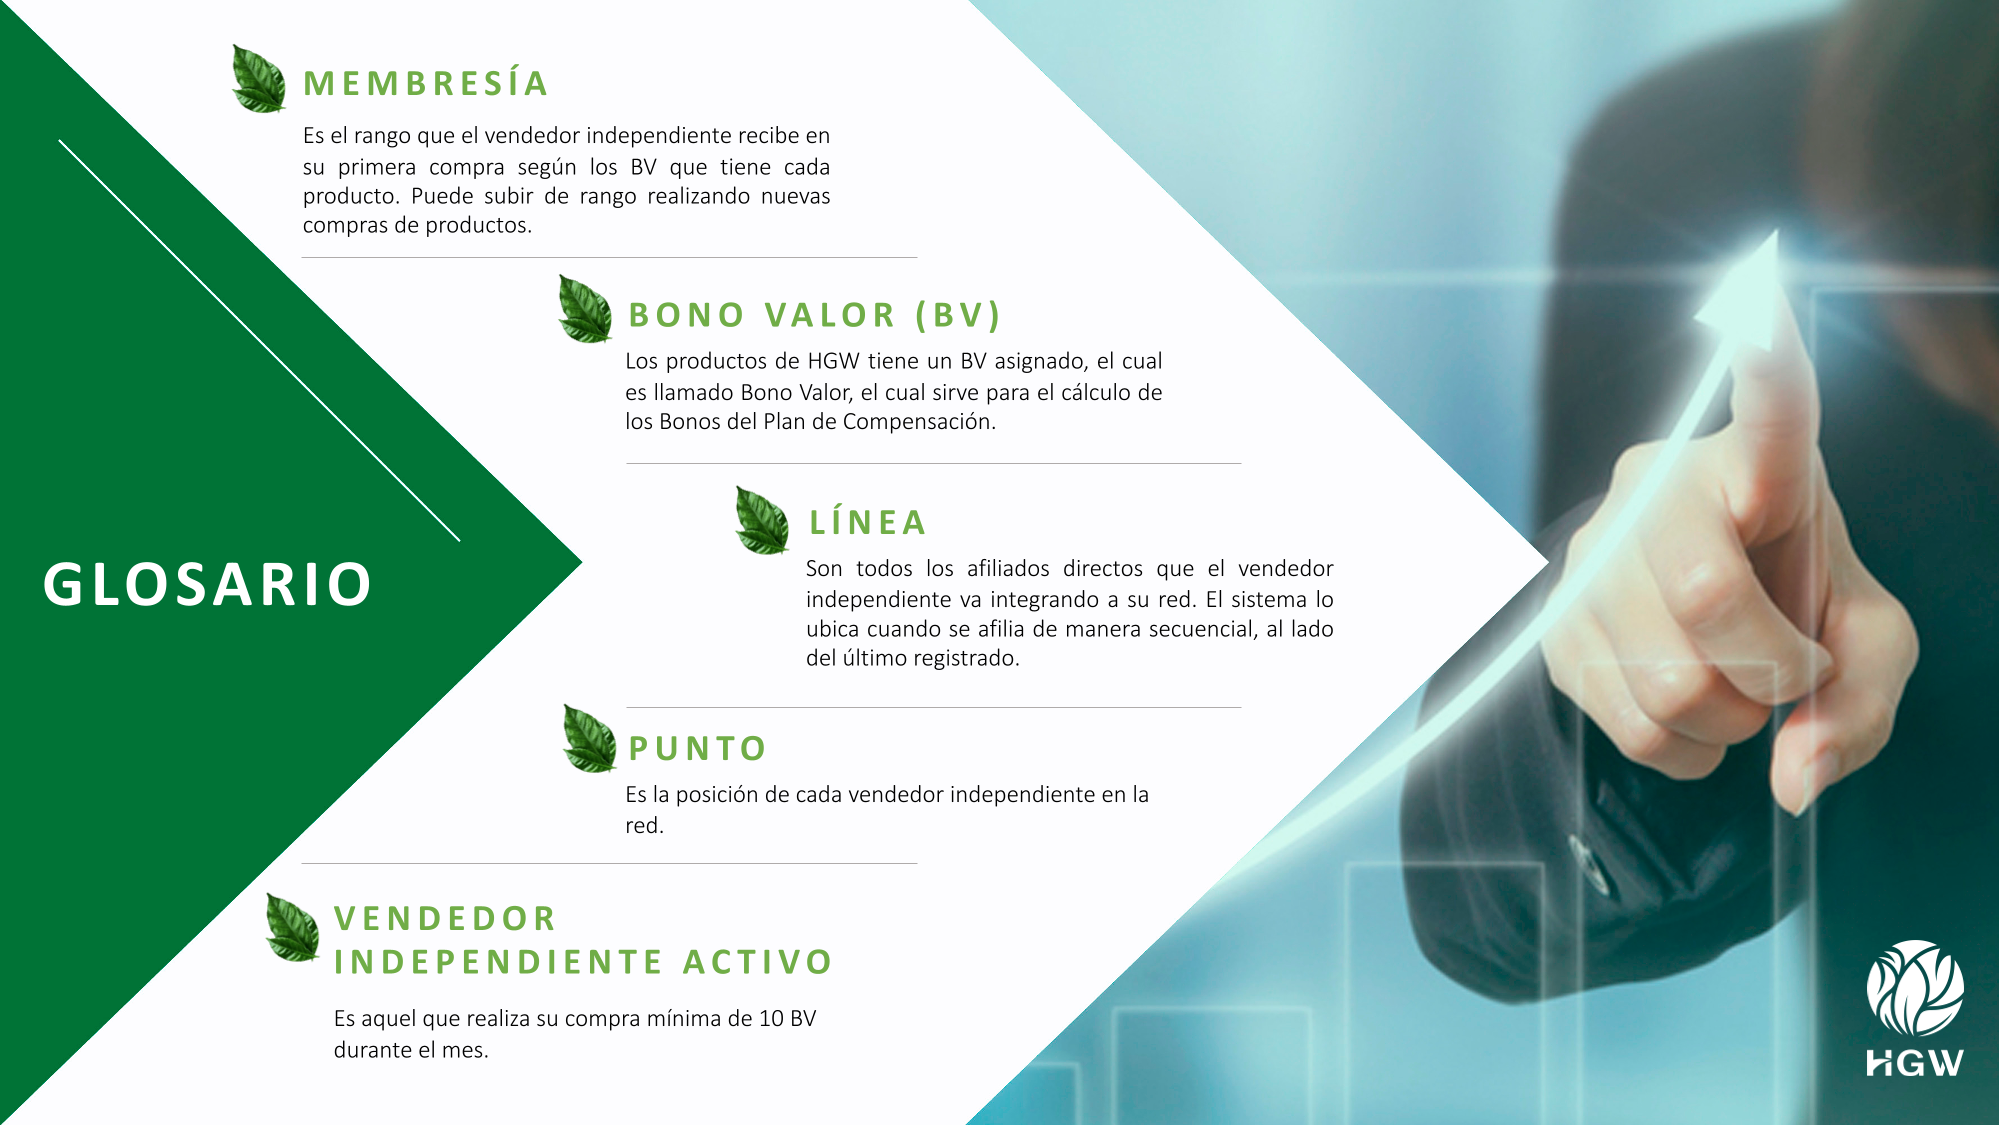 GLOSARIO
MEMBRESÍA
Es el rango que el vendedor independiente recibe en
su primera compra según los BV que tiene cada
producto. Puede subir de rango realizando nuevas
compras de productos.
BONO VALOR (BV)
Los productos de HGW tiene un BV asignado, el cual
es llamado Bono Valor, el cual sirve para el cálculo de
los Bonos del Plan de Compensación.
LÍNEA
Son todos los afiliados directos que el vendedor
independiente va integrando a su red. El sistema lo
ubica cuando se afilia de manera secuencial, al lado
del último registrado.
PUNTO
Es la posición de cada vendedor independiente en la
red.
VENDEDOR
INDEPENDIENTE ACTIVO
Es aquel que realiza su compra mínima de 10 BV
durante el mes.
HGW